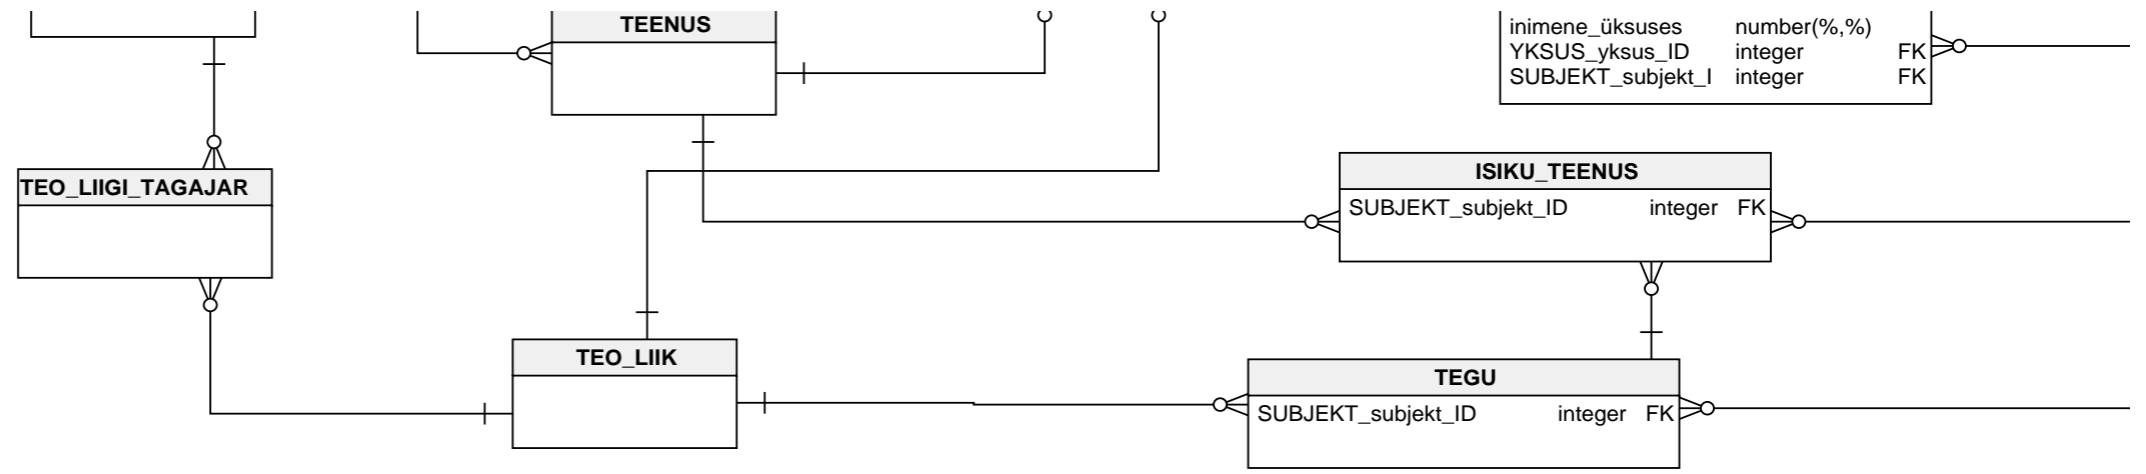 TEENUS
inimene_üksuses number(%,%)
YKSUS_yksus_ID integer FK
SUBJEKT_subjekt_I integer FK
TEO_LIIGI_TAGAJAR
ISIKU_TEENUS
SUBJEKT_subjekt_ID integer FK
TEO_LIIK
TEGU
SUBJEKT_subjekt_ID integer FK